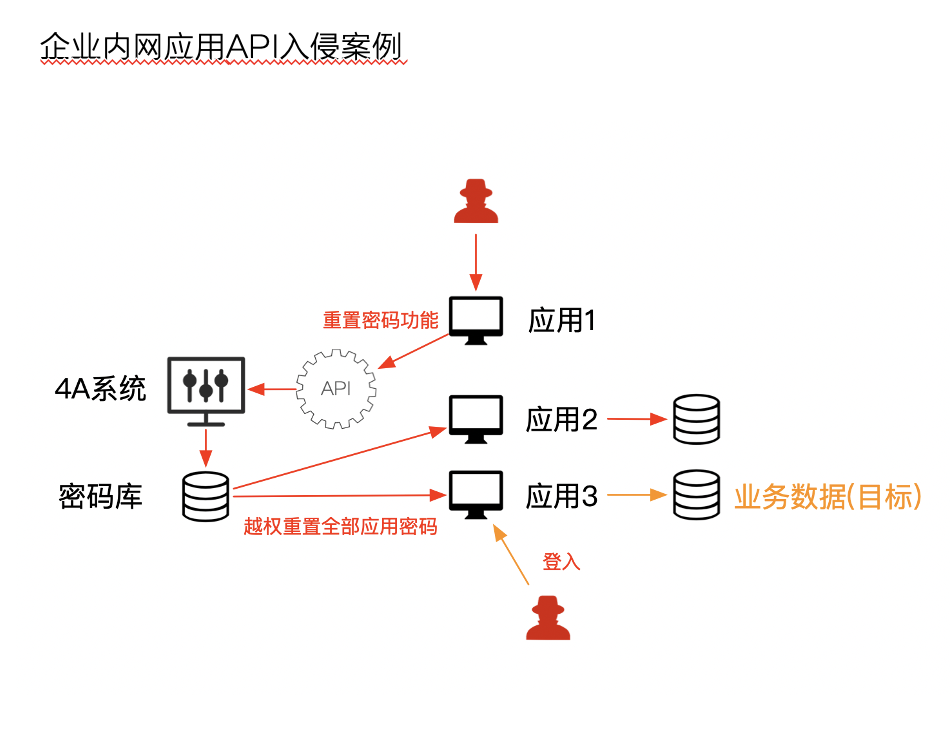 企业内网应用API入侵案例
应用1
重置密码功能
API
4A系统
应用2
密码库
应用3
业务数据(目标)
越权重置全部应用密码
登入